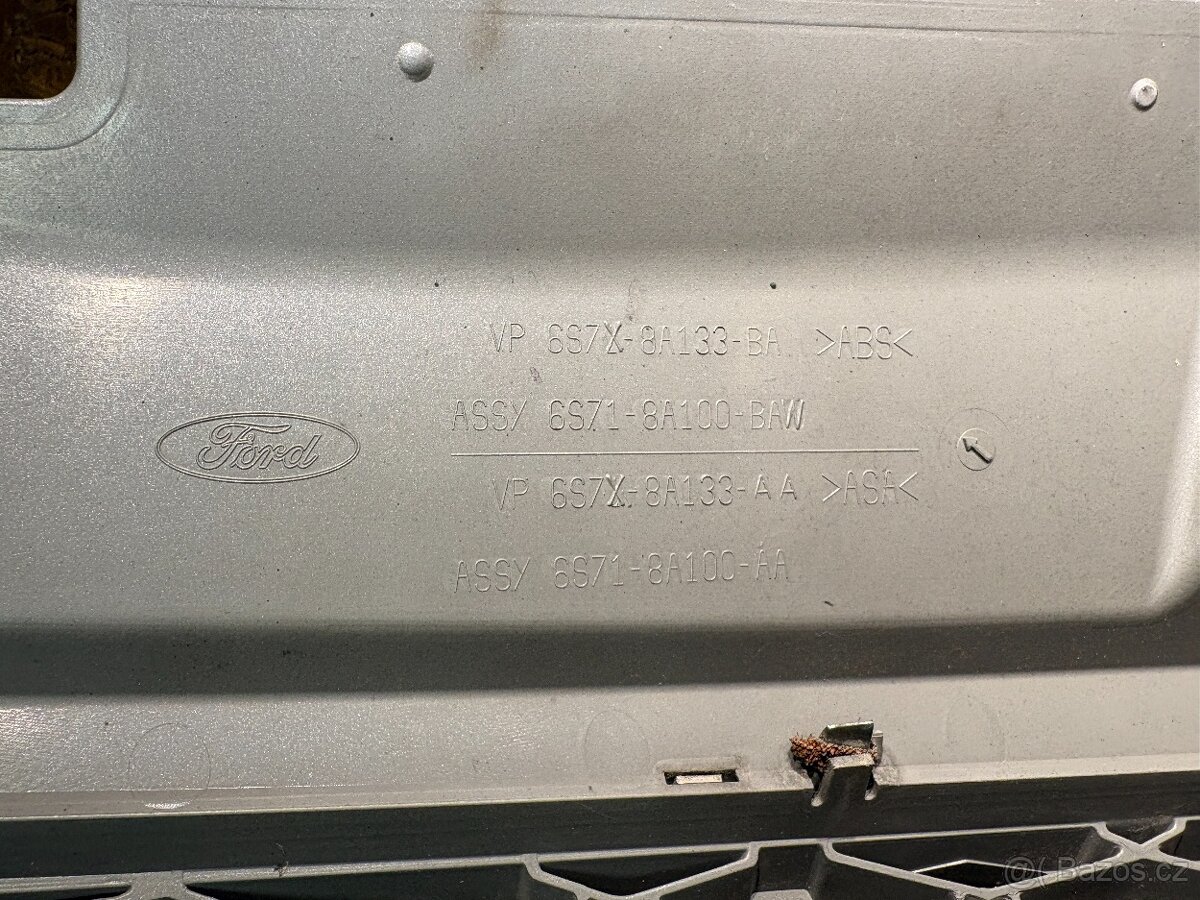 VP 6S7X-8A133-BA >ABS<
ASSY 6S71-8A100-BAW
Ford
VP 6S7X-8A133-AA >ASA<
ASSY 6S71-8A100-AA
@( Bazos.cz